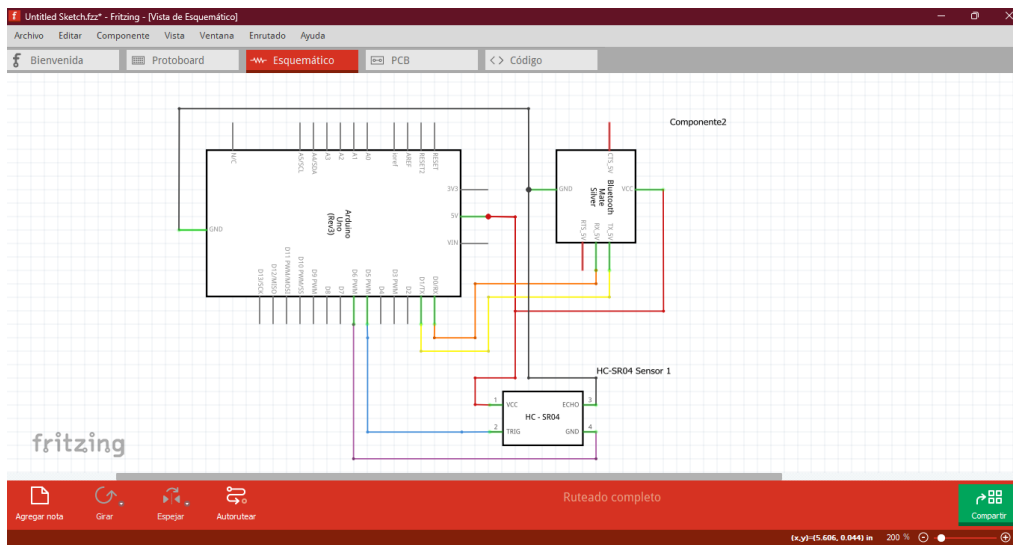 Untitled Sketch.fzz* - Fritzing - [Vista de Esquemático]
Archivo Editar Componente Vista Ventana Enrutado Ayuda
Bienvenida Protoboard Esquemático PCB <> Código
Componente2
N/C A5/SCL A4/SDA A3 A2 A1 A0 ioref AREF RESET2 RESET
CTS_5V
3V3
5V
VIN
GND
Arduino
Uno
(Rev3)
GND VCC
Bluetooth
Mate
Silver
RTS_5V RX_5V TX_5V
D13/SCK D12/MISO D11 PWM/MOSI D10 PWM/SS D9 PWM D8 D7 D6 PWM D5 PWM D4 D3 PWM D2 D1/TX D0/RX
HC-SR04 Sensor 1
1 VCC ECHO 3
HC - SR04
2 TRIG GND 4
fritzing
Agregar nota Girar Espejar Autorutear
Ruteado completo
Compartir
(x,y)=(5.606, 0.044) in 200 %